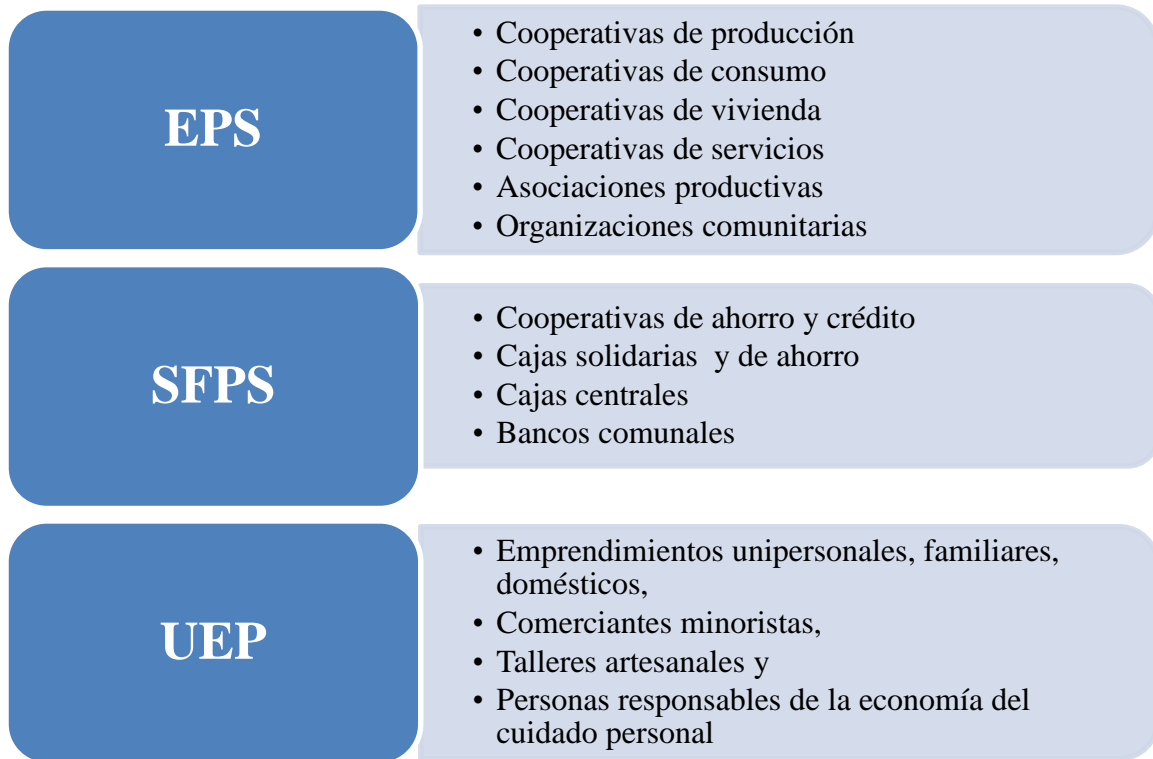 EPS
• Cooperativas de producción
• Cooperativas de consumo
• Cooperativas de vivienda
• Cooperativas de servicios
• Asociaciones productivas
• Organizaciones comunitarias
SFPS
• Cooperativas de ahorro y crédito
• Cajas solidarias  y de ahorro
• Cajas centrales
• Bancos comunales
UEP
• Emprendimientos unipersonales, familiares,
domésticos,
• Comerciantes minoristas,
• Talleres artesanales y
• Personas responsables de la economía del
cuidado personal